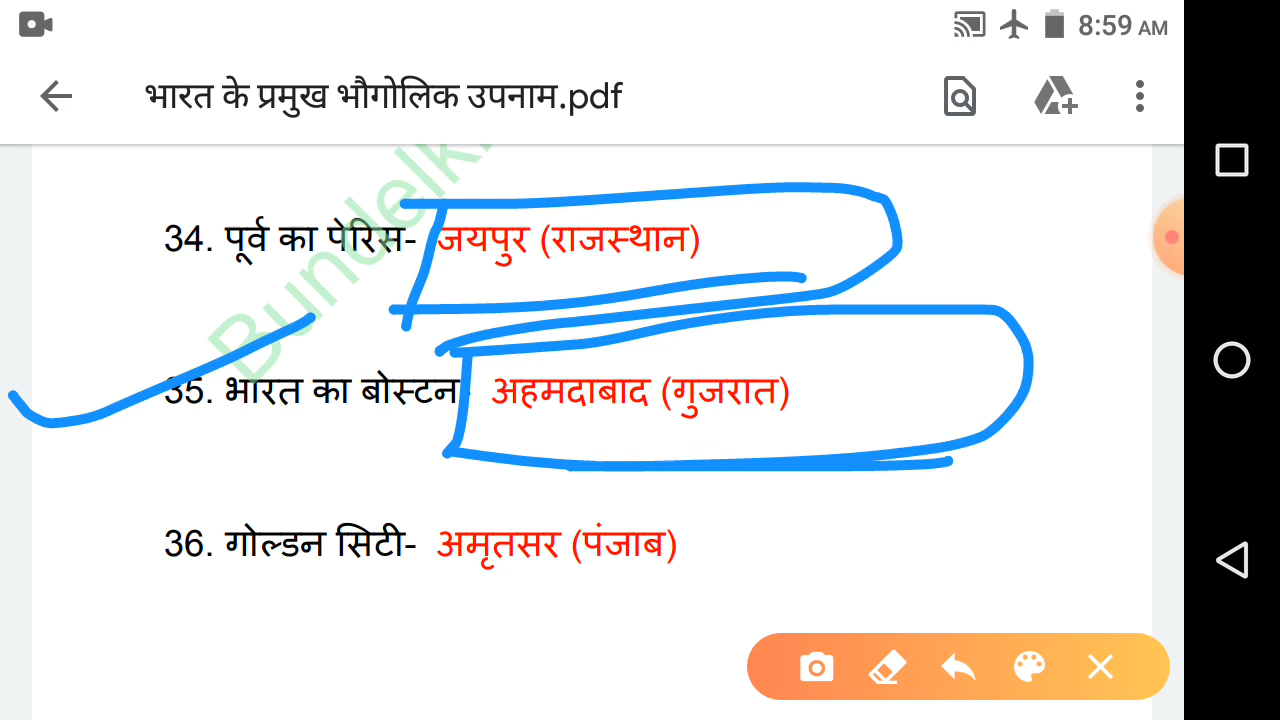 8:59 AM
भारत के प्रमुख भौगोलिक उपनाम.pdf
34. पूर्व का पेरिस- जयपुर (राजस्थान)
35. भारत का बोस्टन- अहमदाबाद (गुजरात)
36. गोल्डन सिटी- अमृतसर (पंजाब)